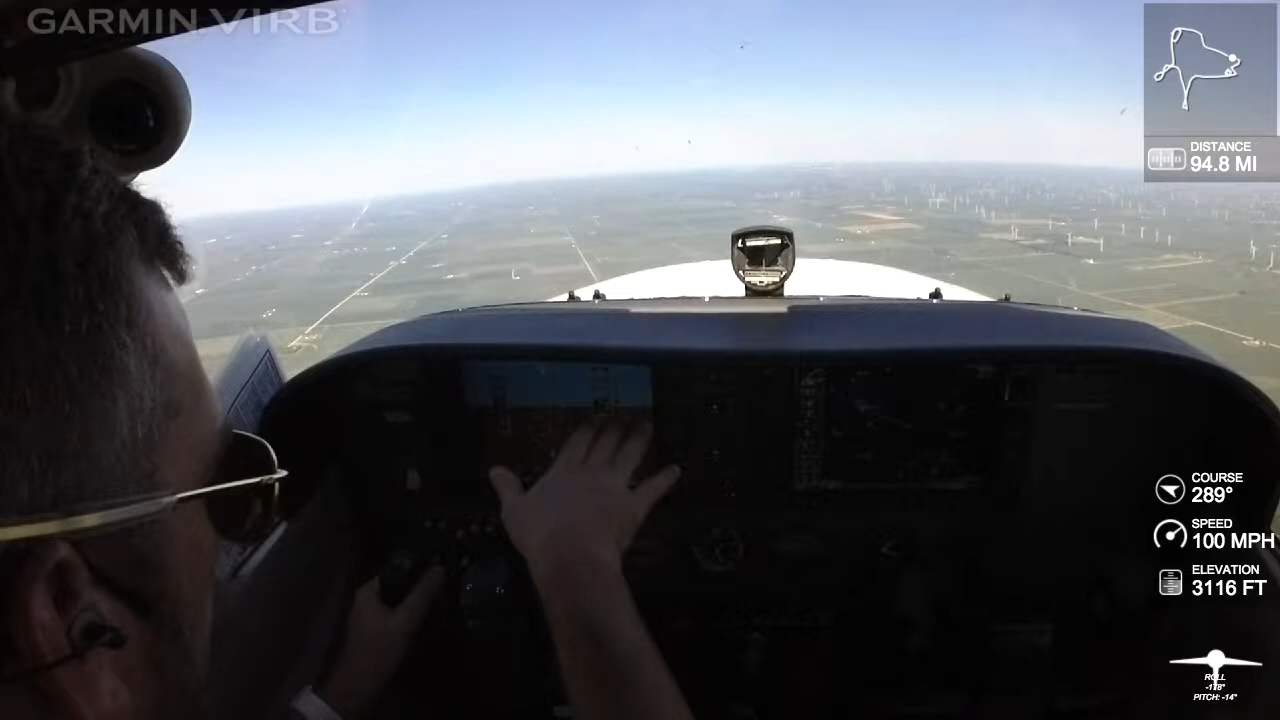 GARMIN VIRB
DISTANCE
94.8 MI
COURSE
289°
SPEED
100 MPH
ELEVATION
3116 FT
ROLL
PITCH: -14°